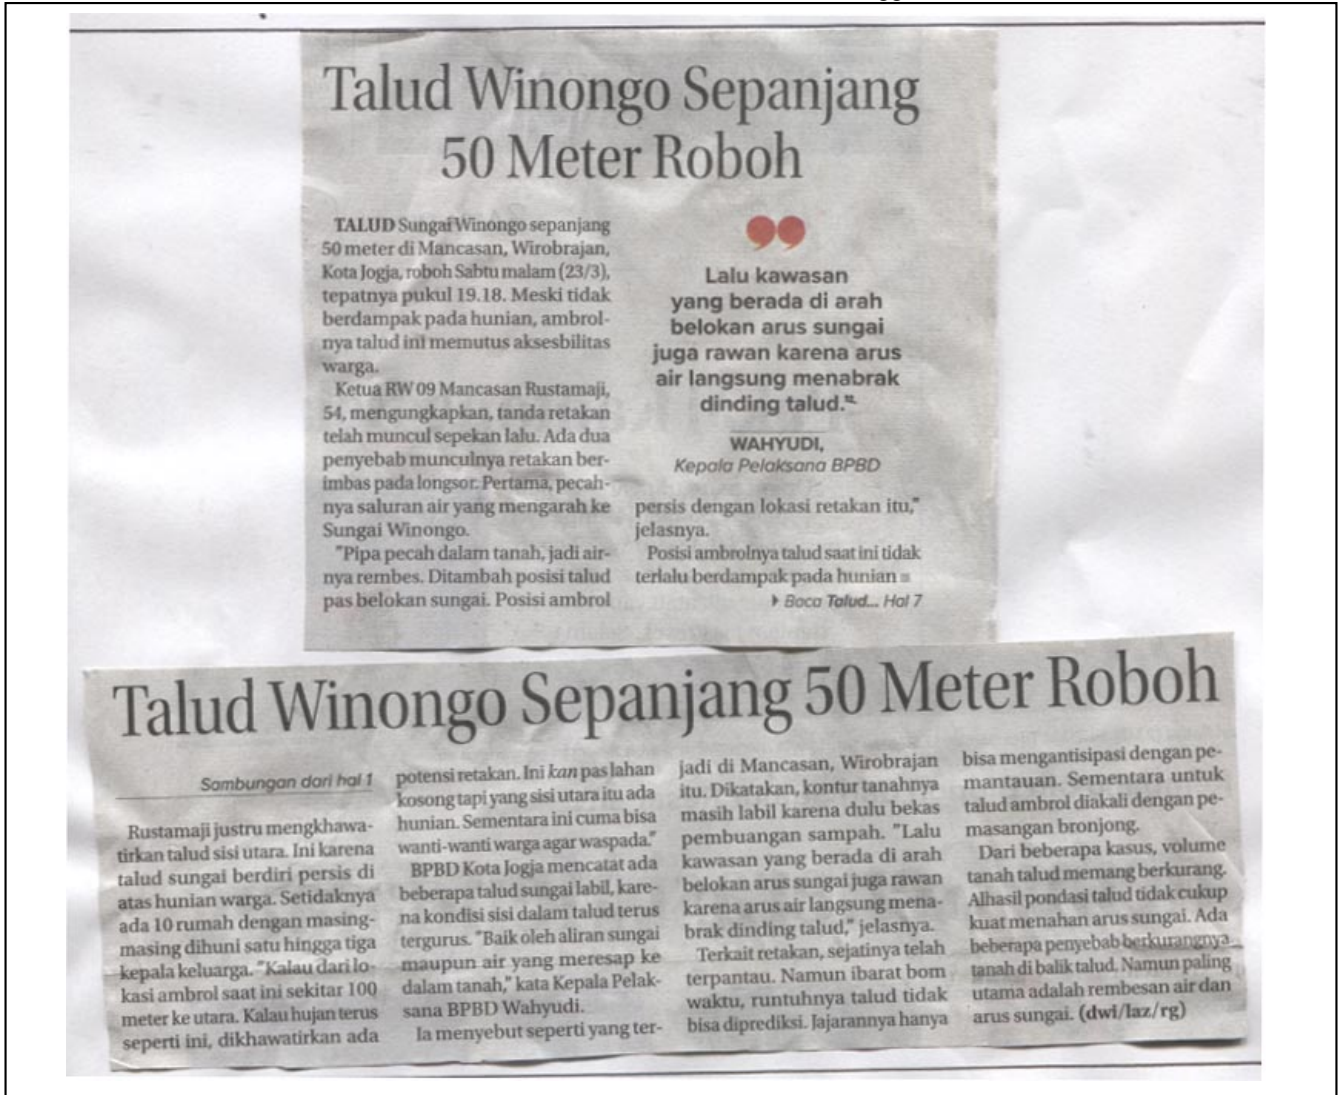 Talud Winongo Sepanjang
50 Meter Roboh
TALUD Sungai Winongo sepanjang
50 meter di Mancasan, Wirobrajan,
Kota Jogja, roboh Sabtu malam (23/3),
tepatnya pukul 19.18. Meski tidak
berdampak pada hunian, ambrol-
nya talud ini memutus aksesbilitas
warga.
Ketua RW 09 Mancasan Rustamaji,
54, mengungkapkan, tanda retakan
telah muncul sepekan lalu. Ada dua
penyebab munculnya retakan ber-
imbas pada longsor. Pertama, pecah-
nya saluran air yang mengarah ke
Sungai Winongo.
"Pipa pecah dalam tanah, jadi air-
nya rembes. Ditambah posisi talud
pas belokan sungai. Posisi ambrol
Lalu kawasan
yang berada di arah
belokan arus sungai
juga rawan karena arus
air langsung menabrak
dinding talud."
WAHYUDI,
Kepala Pelaksana BPBD
persis dengan lokasi retakan itu,"
jelasnya.
Posisi ambrolnya talud saat ini tidak
terlalu berdampak pada hunian
Baca Talud... Hal 7
Talud Winongo Sepanjang 50 Meter Roboh
Sambungan dari hal 1
Rustamaji justru mengkhawa-
tirkan talud sisi utara. Ini karena
talud sungai berdiri persis di
atas hunian warga. Setidaknya
ada 10 rumah dengan masing-
masing dihuni satu hingga tiga
kepala keluarga. "Kalau dari lo-
kasi ambrol saat ini sekitar 100
meter ke utara. Kalau hujan terus
seperti ini, dikhawatirkan ada
potensi retakan. Ini kan pas lahan
kosong tapi yang sisi utara itu ada
hunian. Sementara ini cuma bisa
wanti-wanti warga agar waspada."
BPBD Kota Jogja mencatat ada
beberapa talud sungai labil, kare-
na kondisi sisi dalam talud terus
tergurus. "Baik oleh aliran sungai
maupun air yang meresap ke
dalam tanah," kata Kepala Pelak-
sana BPBD Wahyudi.
Ia menyebut seperti yang ter-
jadi di Mancasan, Wirobrajan
itu. Dikatakan, kontur tanahnya
masih labil karena dulu bekas
pembuangan sampah. "Lalu
kawasan yang berada di arah
belokan arus sungai juga rawan
karena arus air langsung mena-
brak dinding talud," jelasnya.
Terkait retakan, sejatinya telah
terpantau. Namun ibarat bom
waktu, runtuhnya talud tidak
bisa diprediksi. Jajarannya hanya
bisa mengantisipasi dengan pe-
mantauan. Sementara untuk
talud ambrol diakali dengan pe-
masangan bronjong.
Dari beberapa kasus, volume
tanah talud memang berkurang.
Alhasil pondasi talud tidak cukup
kuat menahan arus sungai. Ada
beberapa penyebab berkurangnya
tanah di balik talud. Namun paling
utama adalah rembesan air dan
arus sungai. (dwi/laz/rg)